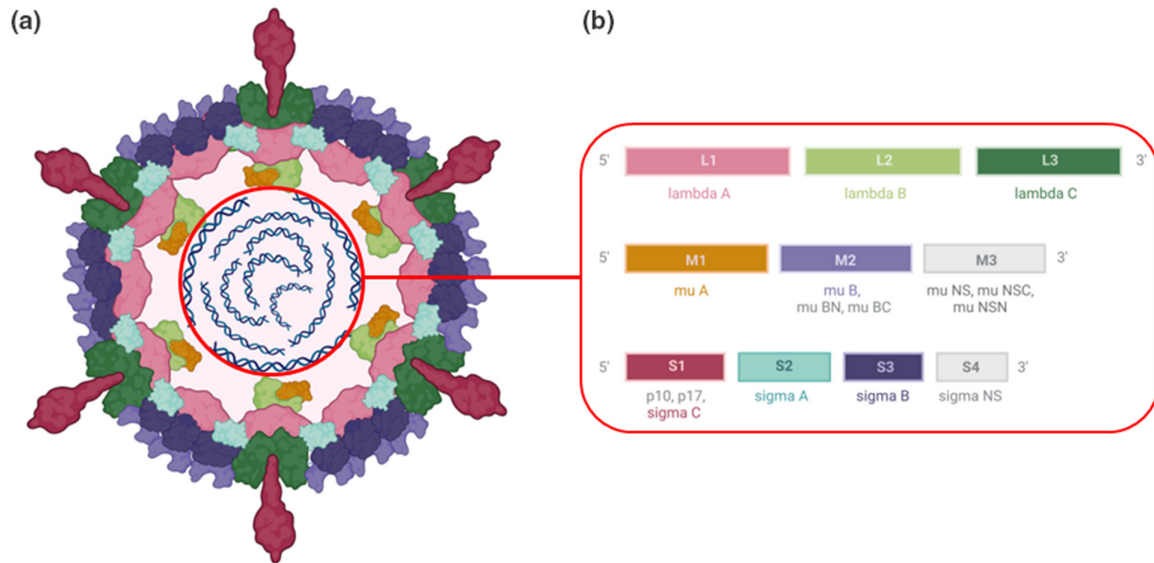 (a)
(b)
5' L1 L2 L3 3'
lambda A lambda B lambda C
5' M1 M2 M3 3'
mu A mu B, mu NS, mu NSC,
mu BN, mu BC mu NSN
5' S1 S2 S3 S4 3'
p10, p17, sigma A sigma B sigma NS
sigma C